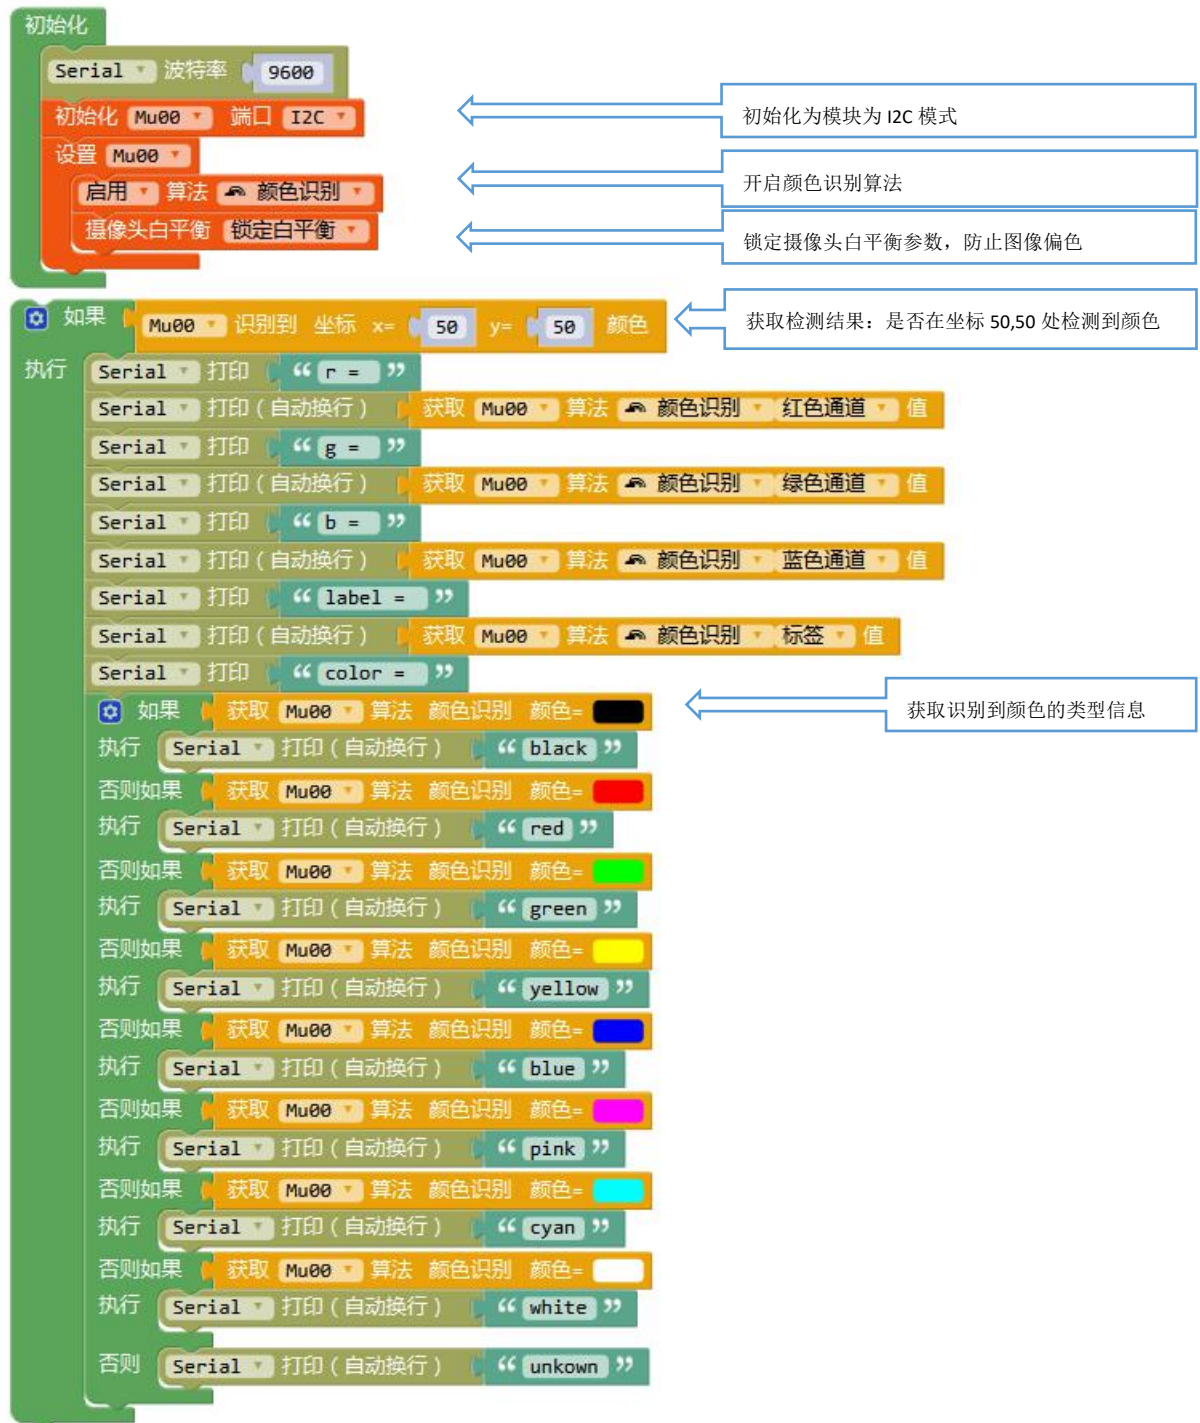 初始化
Serial 波特率 9600
初始化 Mu00 端口 I2C
初始化为模块为 I2C 模式
设置 Mu00
启用 算法 颜色识别
开启颜色识别算法
摄像头白平衡 锁定白平衡
锁定摄像头白平衡参数，防止图像偏色
如果 Mu00 识别到 坐标 x= 50 y= 50 颜色
获取检测结果：是否在坐标 50,50 处检测到颜色
执行 Serial 打印 “ r = ”
Serial 打印（自动换行） 获取 Mu00 算法 颜色识别 红色通道 值
Serial 打印 “ g = ”
Serial 打印（自动换行） 获取 Mu00 算法 颜色识别 绿色通道 值
Serial 打印 “ b = ”
Serial 打印（自动换行） 获取 Mu00 算法 颜色识别 蓝色通道 值
Serial 打印 “ label = ”
Serial 打印（自动换行） 获取 Mu00 算法 颜色识别 标签 值
Serial 打印 “ color = ”
如果 获取 Mu00 算法 颜色识别 颜色=
获取识别到颜色的类型信息
执行 Serial 打印（自动换行） “ black ”
否则如果 获取 Mu00 算法 颜色识别 颜色=
执行 Serial 打印（自动换行） “ red ”
否则如果 获取 Mu00 算法 颜色识别 颜色=
执行 Serial 打印（自动换行） “ green ”
否则如果 获取 Mu00 算法 颜色识别 颜色=
执行 Serial 打印（自动换行） “ yellow ”
否则如果 获取 Mu00 算法 颜色识别 颜色=
执行 Serial 打印（自动换行） “ blue ”
否则如果 获取 Mu00 算法 颜色识别 颜色=
执行 Serial 打印（自动换行） “ pink ”
否则如果 获取 Mu00 算法 颜色识别 颜色=
执行 Serial 打印（自动换行） “ cyan ”
否则如果 获取 Mu00 算法 颜色识别 颜色=
执行 Serial 打印（自动换行） “ white ”
否则 Serial 打印（自动换行） “ unkown ”